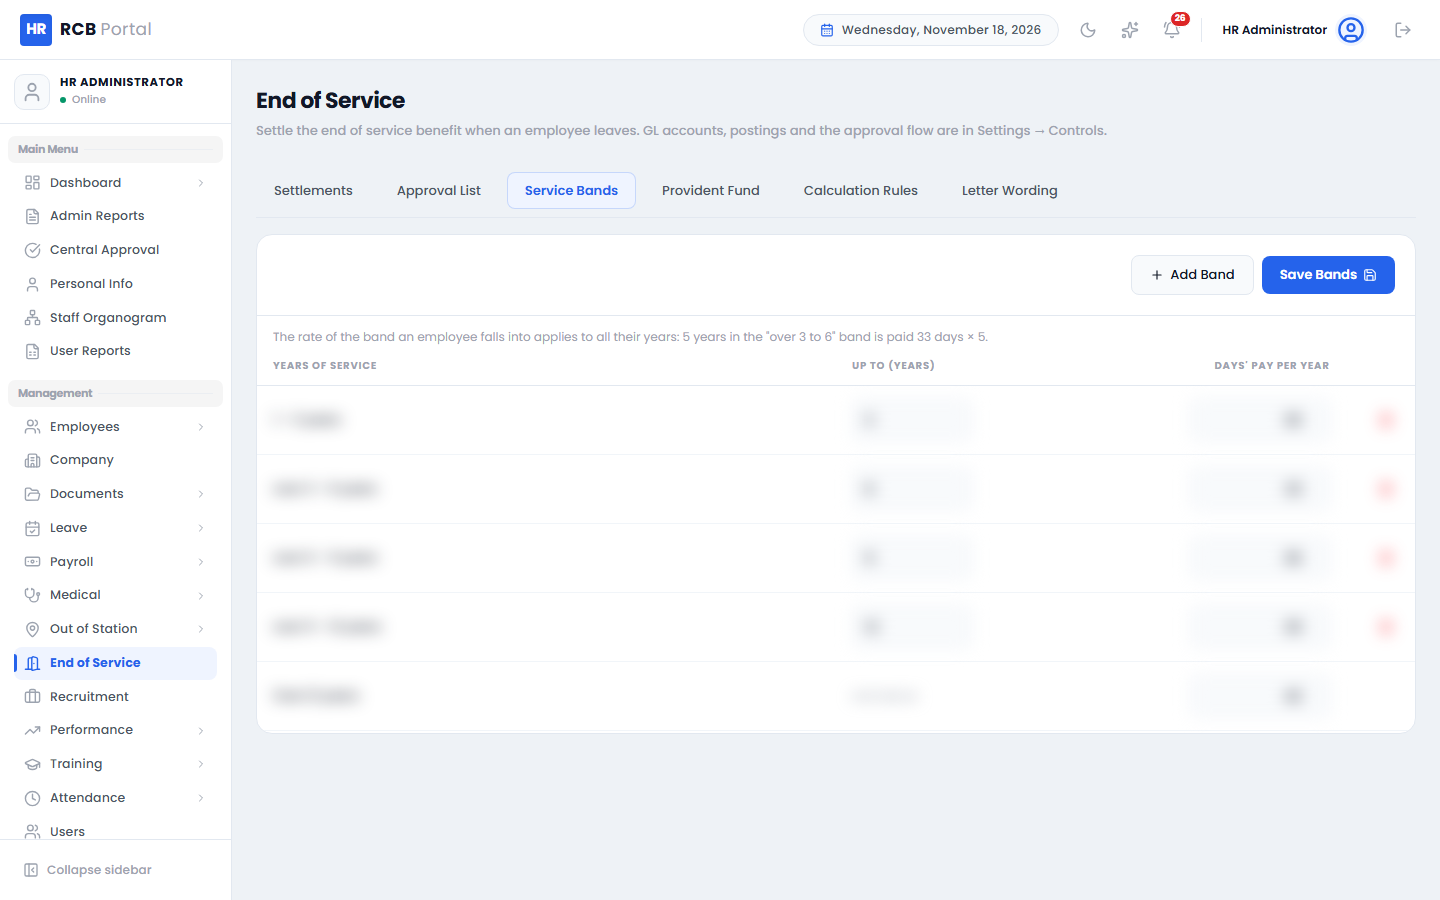 HR RCB Portal
Wednesday, November 18, 2026
26
HR Administrator
HR ADMINISTRATOR
Online
Main Menu
Dashboard
Admin Reports
Central Approval
Personal Info
Staff Organogram
User Reports
Management
Employees
Company
Documents
Leave
Payroll
Medical
Out of Station
End of Service
Recruitment
Performance
Training
Attendance
Users
Collapse sidebar
End of Service
Settle the end of service benefit when an employee leaves. GL accounts, postings and the approval flow are in Settings → Controls.
Settlements Approval List Service Bands Provident Fund Calculation Rules Letter Wording
+ Add Band Save Bands
The rate of the band an employee falls into applies to all their years: 5 years in the "over 3 to 6" band is paid 33 days × 5.
YEARS OF SERVICE UP TO (YEARS) DAYS' PAY PER YEAR